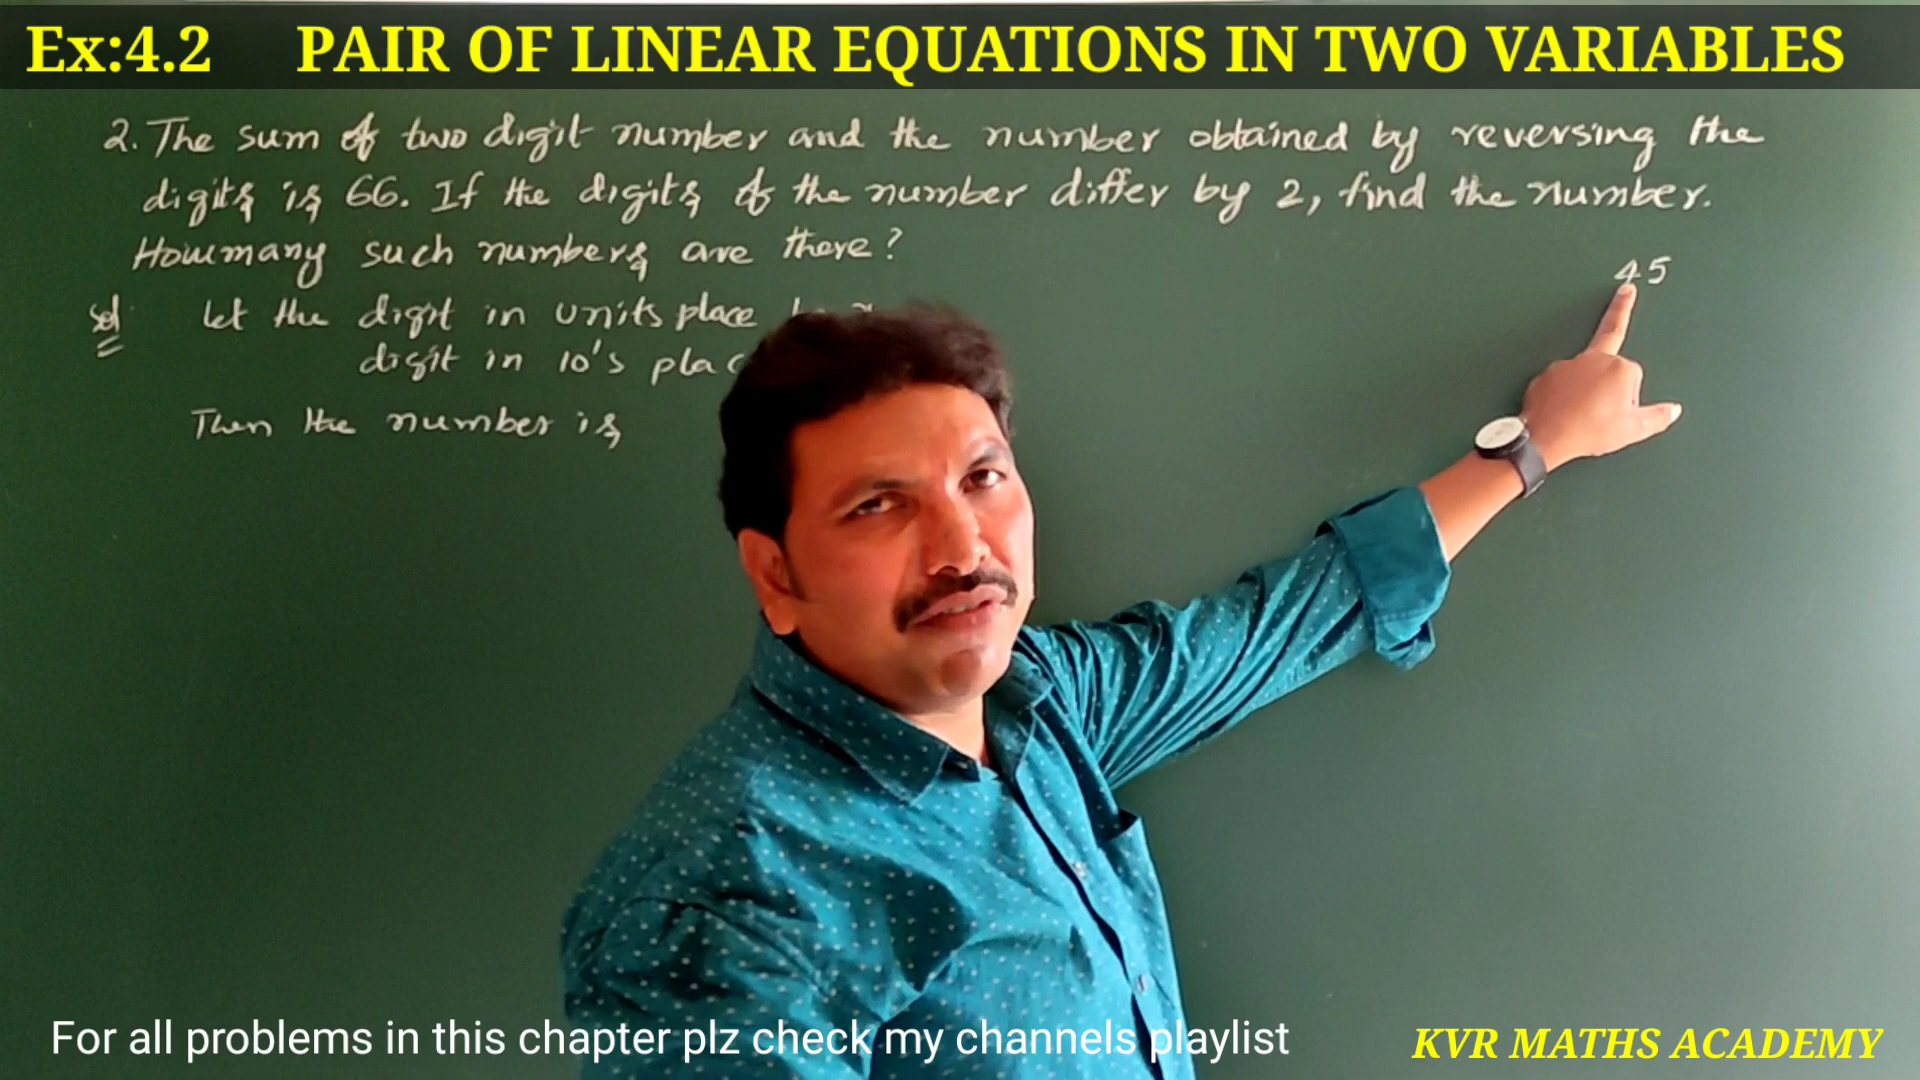 Ex:4.2 PAIR OF LINEAR EQUATIONS IN TWO VARIABLES
2. The sum of two digit number and the number obtained by reversing the
digits is 66. If the digits of the number differ by 2, find the number.
Howmany such numbers are there?
45
Sol Let the digit in units place
digit in 10's plac
Then the number is
For all problems in this chapter plz check my channels playlist
KVR MATHS ACADEMY